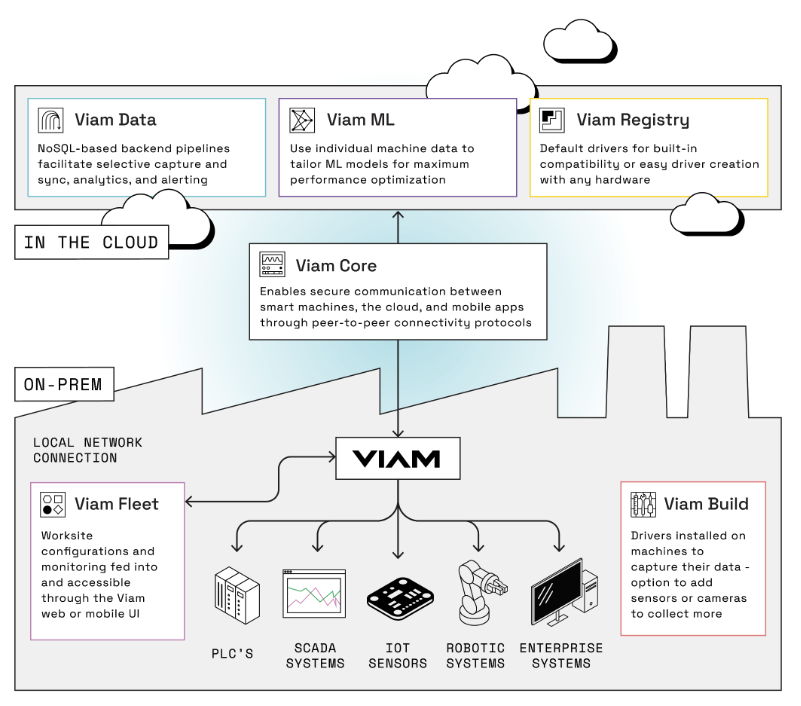 Viam Data
NoSQL-based backend pipelines
facilitate selective capture and
sync, analytics, and alerting
Viam ML
Use individual machine data to
tailor ML models for maximum
performance optimization
Viam Registry
Default drivers for built-in
compatibility or easy driver creation
with any hardware
IN THE CLOUD
Viam Core
Enables secure communication between
smart machines, the cloud, and mobile apps
through peer-to-peer connectivity protocols
ON-PREM
LOCAL NETWORK
CONNECTION
VIAM
Viam Fleet
Worksite
configurations and
monitoring fed into
and accessible
through the Viam
web or mobile UI
Viam Build
Drivers installed on
machines to
capture their data -
option to add
sensors or cameras
to collect more
PLC'S
SCADA
SYSTEMS
IOT
SENSORS
ROBOTIC
SYSTEMS
ENTERPRISE
SYSTEMS